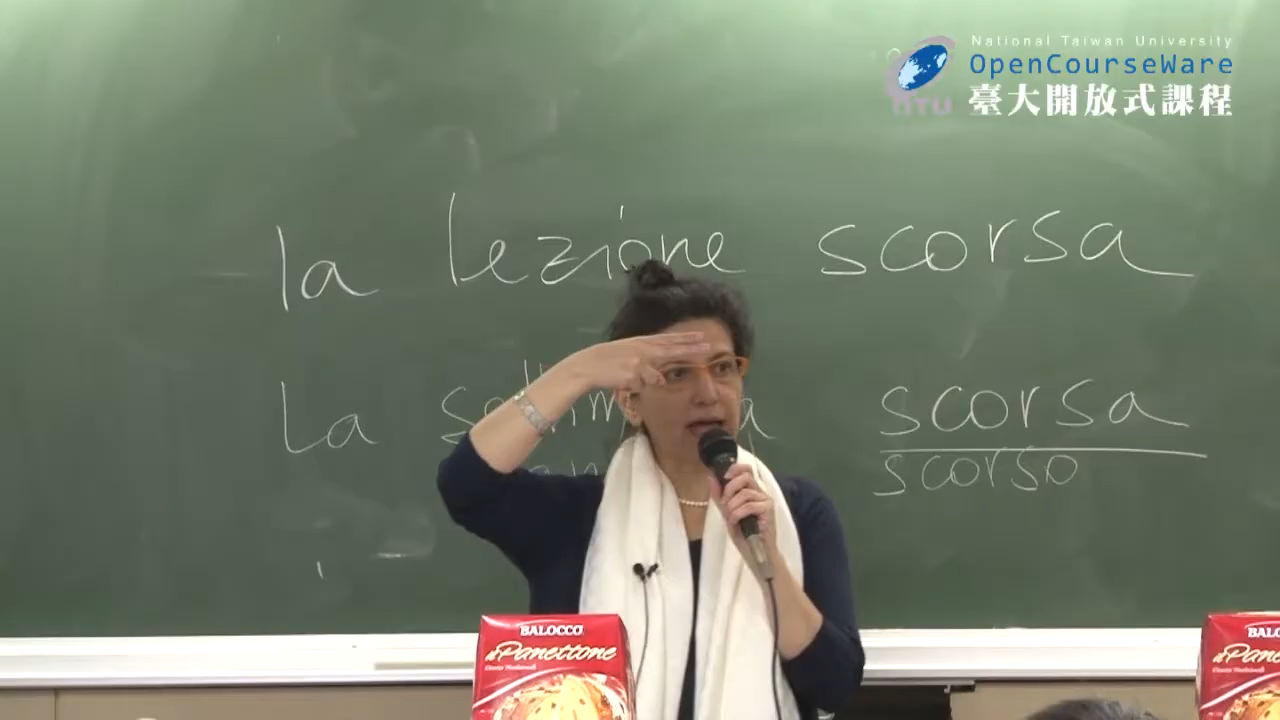 National Taiwan University
OpenCourseWare
NTU 臺大開放式課程
la lezione scorsa
La scorsa
scorso
BALOCCO
il Panettone